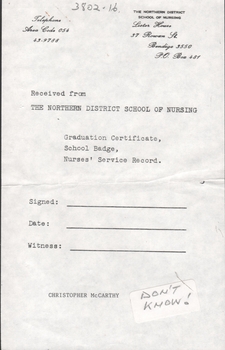 3802.16
Telephone
Area Code 054
43-9758
THE NORTHERN DISTRICT
SCHOOL OF NURSING
Lister House
37 Rowan St
Bendigo 3550
P.O. Box 451
Received from
THE NORTHERN DISTRICT SCHOOL OF NURSING
Graduation Certificate,
School Badge,
Nurses' Service Record.
Signed:
Date:
Witness:
CHRISTOPHER McCARTHY
DON'T
KNOW!